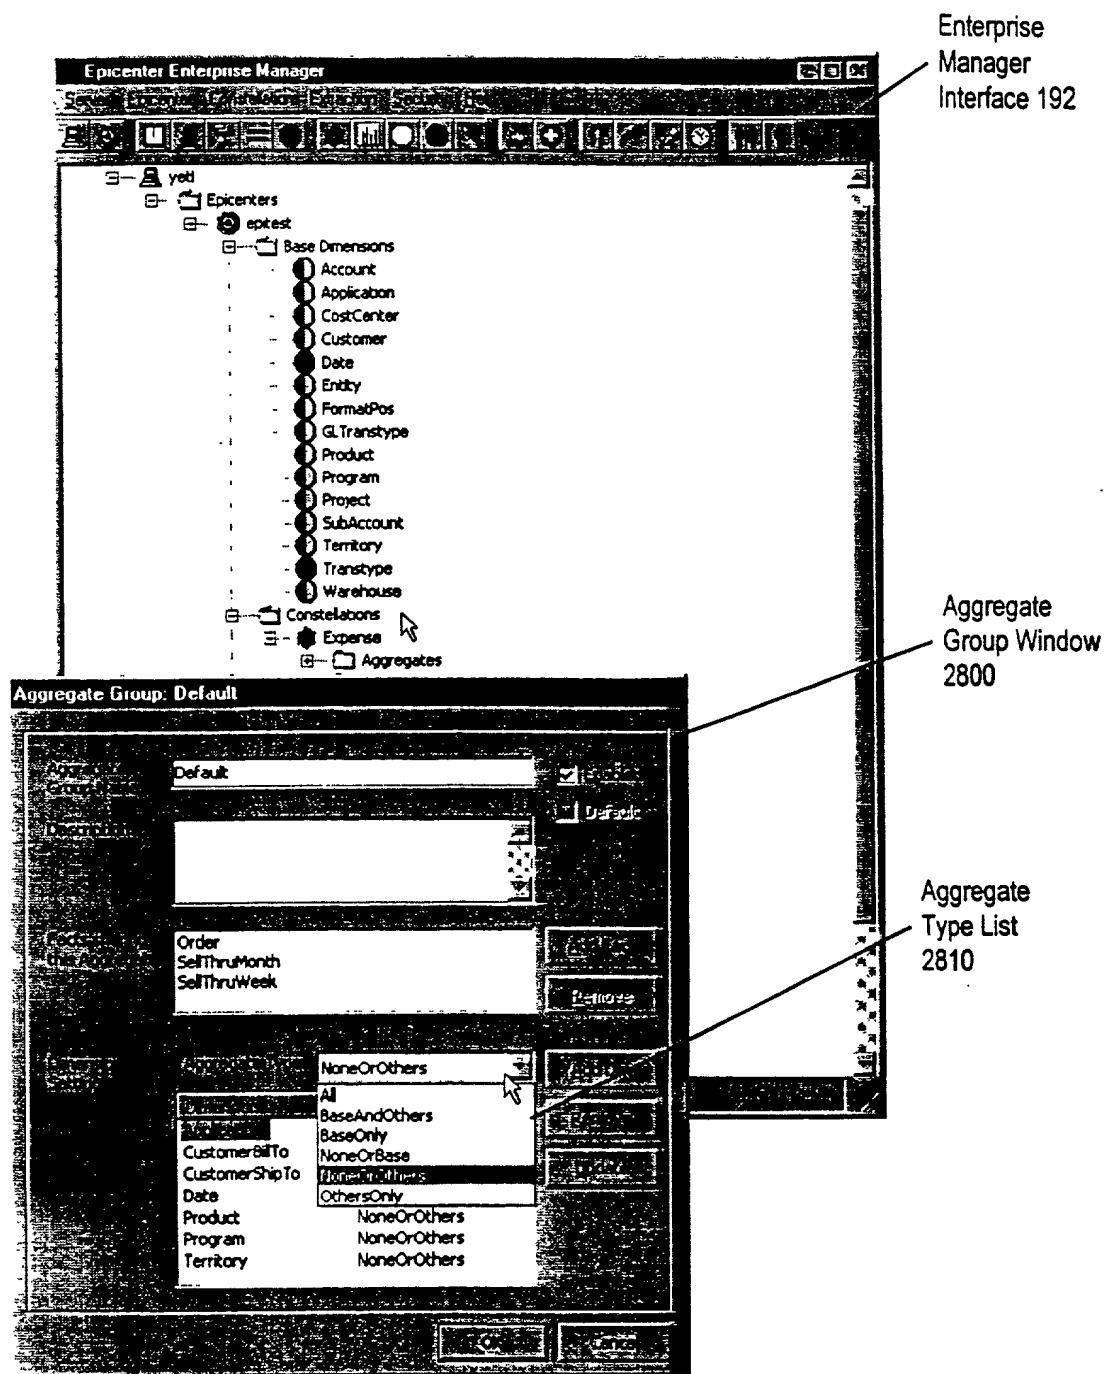 Enterprise
Manager
Interface 192
Epicenter Enterprise Manager
yeti
Epicenters
epitest
Base Dimensions
Account
Application
CostCenter
Customer
Date
Entity
FormatPos
GLTranstype
Product
Program
Project
SubAccount
Territory
Transtype
Warehouse
Constellations
Expense
Aggregates
Aggregate
Group Window
2800
Aggregate Group: Default
Default
Default
Description
Aggregate
Type List
2810
Order
SellThruMonth
SellThruWeek
Remove
NoneOrOthers
All
BaseAndOthers
BaseOnly
CustomerBillTo NoneOrBase
CustomerShipTo NoneOrOthers
Date OthersOnly
Product NoneOrOthers
Program NoneOrOthers
Territory NoneOrOthers
Cancel